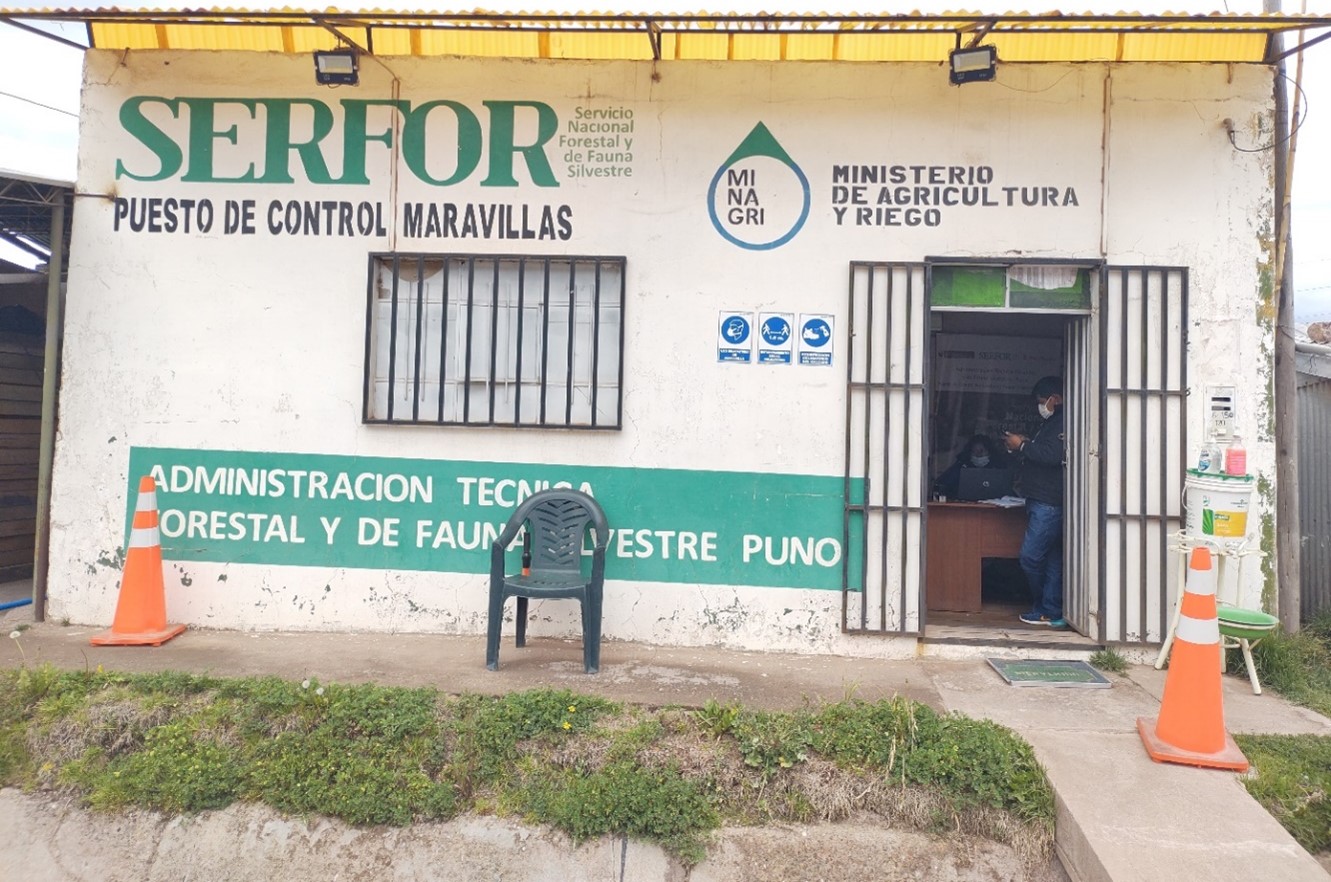 SERFOR
Servicio
Nacional
Forestal y
de Fauna
Silvestre
PUESTO DE CONTROL MARAVILLAS
MI
NA
GRI
MINISTERIO
DE AGRICULTURA
Y RIEGO
SERFOR
ADMINISTRACION TECNICA
FORESTAL Y DE FAUNA SILVESTRE PUNO